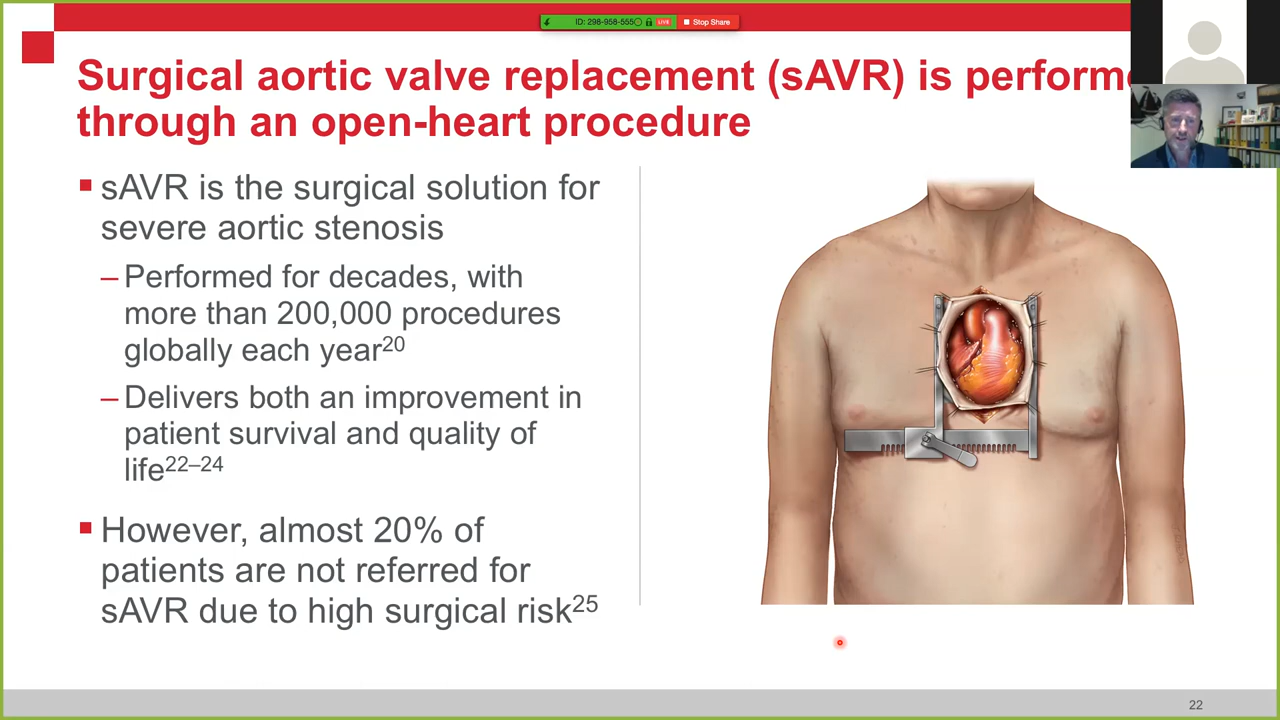 ID: 298-958-555
LIVE
Stop Share
Surgical aortic valve replacement (sAVR) is perform
through an open-heart procedure
sAVR is the surgical solution for
severe aortic stenosis
– Performed for decades, with
more than 200,000 procedures
globally each year20
– Delivers both an improvement in
patient survival and quality of
life22–24
However, almost 20% of
patients are not referred for
sAVR due to high surgical risk25
22